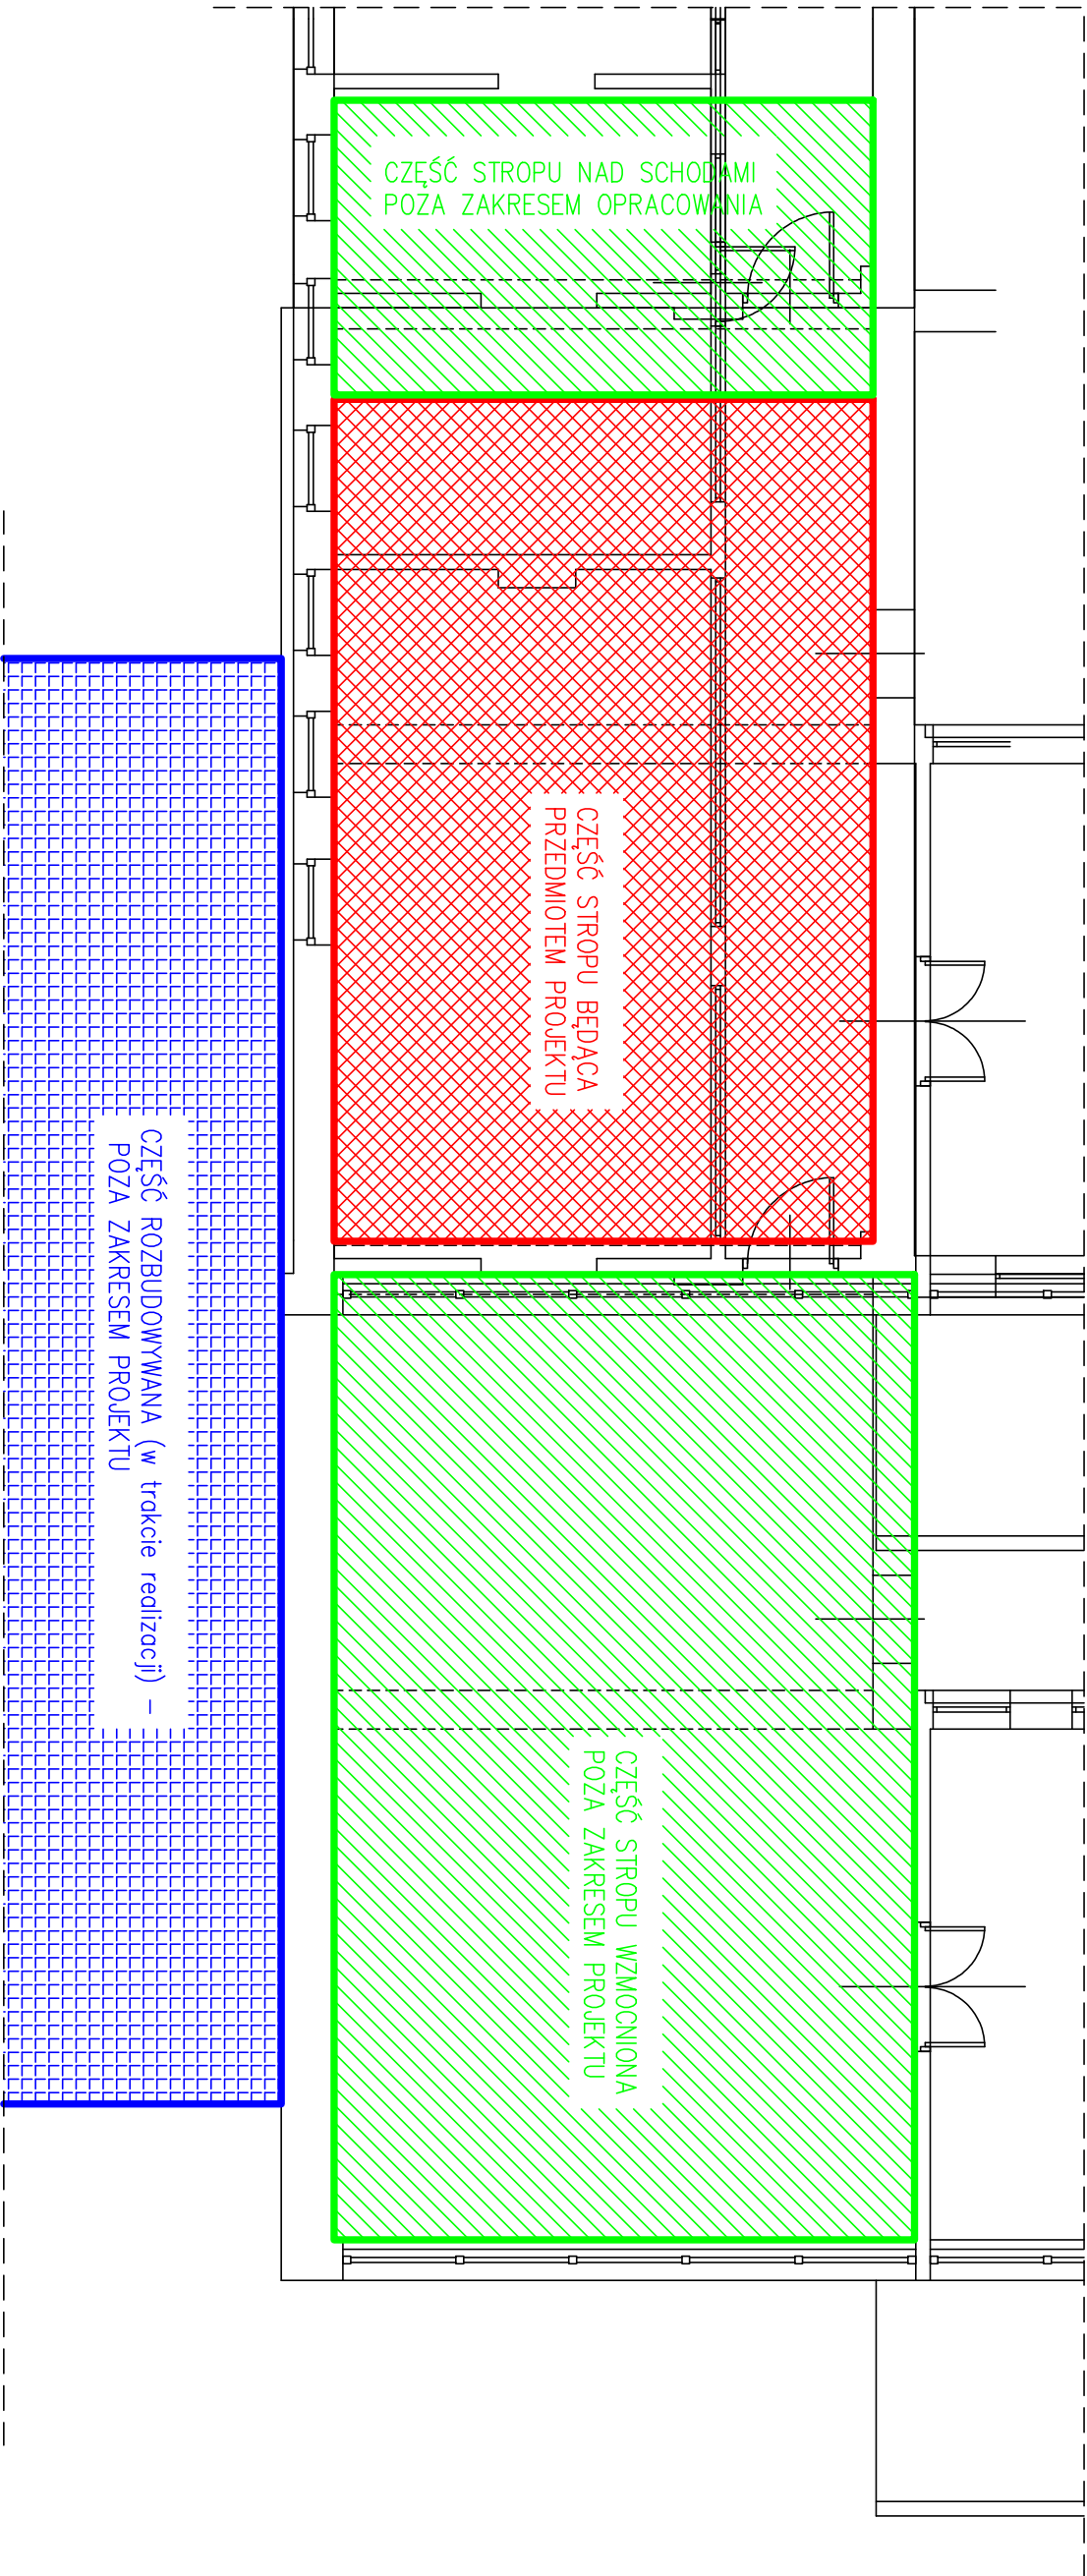 CZĘŚĆ STROPU NAD SCHODAMI
POZA ZAKRESEM OPRACOWANIA
CZĘŚĆ STROPU BĘDĄCA
PRZEDMIOTEM PROJEKTU
CZĘŚĆ ROZBUDOWYWANA (w trakcie realizacji) –
POZA ZAKRESEM PROJEKTU
CZĘŚĆ STROPU WZMOCNIONA
POZA ZAKRESEM PROJEKTU